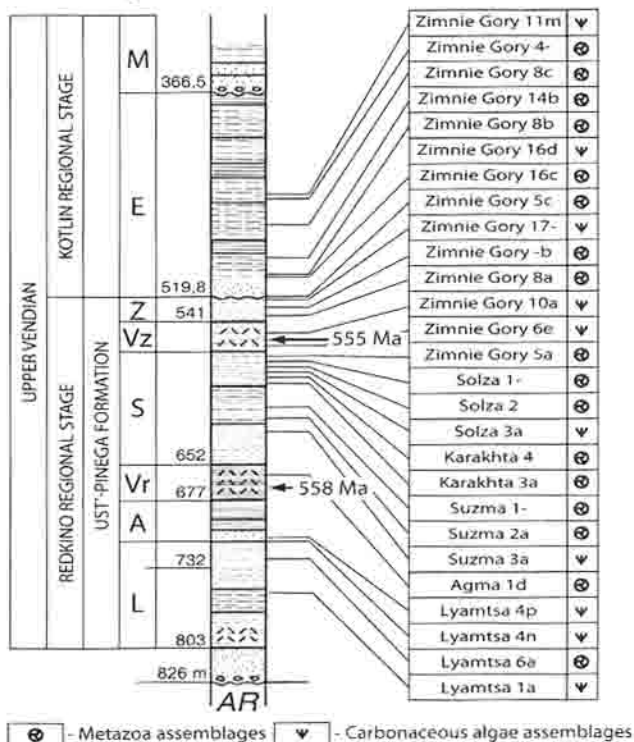 UPPER VENDIAN
KOTLIN REGIONAL STAGE
REDKINO REGIONAL STAGE
UST'-PINEGA FORMATION
M
E
Z
Vz
S
Vr
A
L
366.5
519,8
541
652
677
732
803
826 m
AR
555 Ma
558 Ma
Zimnie Gory 11m
Zimnie Gory 4-
Zimnie Gory 8c
Zimnie Gory 14b
Zimnie Gory 8b
Zimnie Gory 16d
Zimnie Gory 16c
Zimnie Gory 5c
Zimnie Gory 17-
Zimnie Gory -b
Zimnie Gory 8a
Zimnie Gory 10a
Zimnie Gory 6e
Zimnie Gory 5a
Solza 1-
Solza 2
Solza 3a
Karakhta 4
Karakhta 3a
Suzma 1-
Suzma 2a
Suzma 3a
Agma 1d
Lyamtsa 4p
Lyamtsa 4n
Lyamtsa 6a
Lyamtsa 1a
- Metazoa assemblages
- Carbonaceous algae assemblages